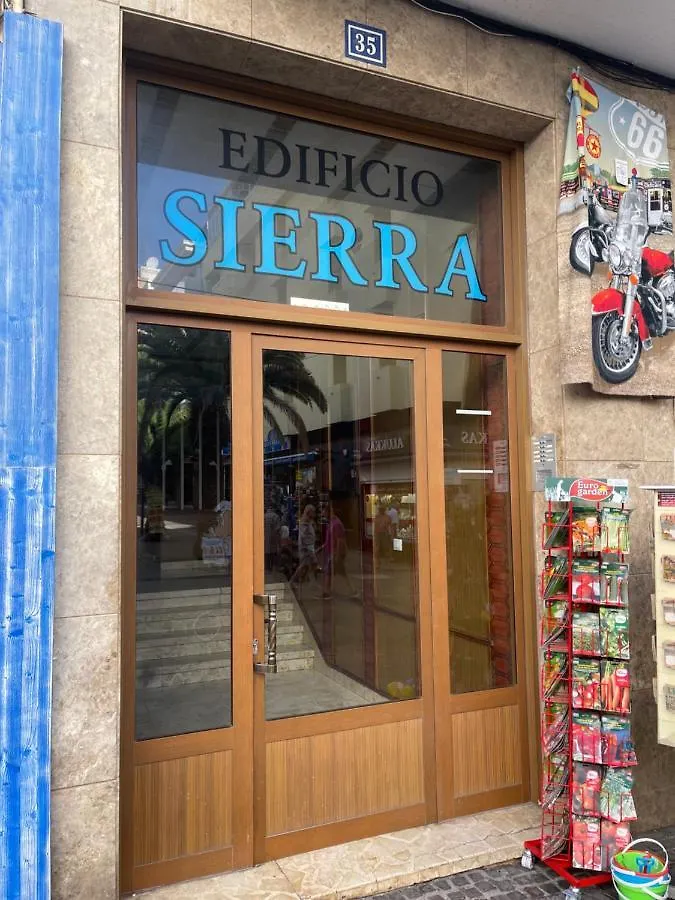 35
EDIFICIO
SIERRA
66
Euro
garden